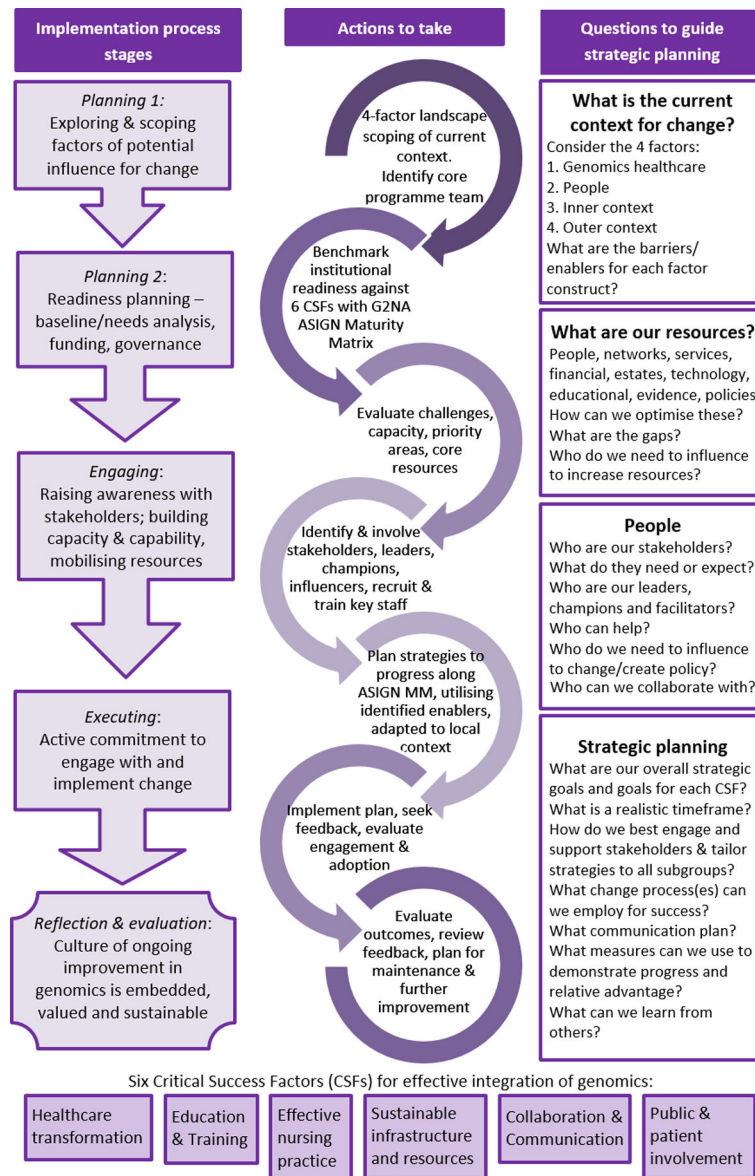 Implementation process
stages
Planning 1:
Exploring & scoping
factors of potential
influence for change
Planning 2:
Readiness planning –
baseline/needs analysis,
funding, governance
Engaging:
Raising awareness with
stakeholders; building
capacity & capability,
mobilising resources
Executing:
Active commitment to
engage with and
implement change
Reflection & evaluation:
Culture of ongoing
improvement in
genomics is embedded,
valued and sustainable
Actions to take
4-factor landscape
scoping of current
context.
Identify core
programme team
Benchmark
institutional
readiness against
6 CSFs with G2NA
ASIGN Maturity
Matrix
Evaluate challenges,
capacity, priority
areas, core
resources
Identify & involve
stakeholders, leaders,
champions,
influencers, recruit &
train key staff
Plan strategies to
progress along
ASIGN MM, utilising
identified enablers,
adapted to local
context
Implement plan, seek
feedback, evaluate
engagement &
adoption
Evaluate
outcomes, review
feedback, plan for
maintenance &
further
improvement
Questions to guide
strategic planning
What is the current
context for change?
Consider the 4 factors:
1. Genomics healthcare
2. People
3. Inner context
4. Outer context
What are the barriers/
enablers for each factor
construct?
What are our resources?
People, networks, services,
financial, estates, technology,
educational, evidence, policies
How can we optimise these?
What are the gaps?
Who do we need to influence
to increase resources?
People
Who are our stakeholders?
What do they need or expect?
Who are our leaders,
champions and facilitators?
Who can help?
Who do we need to influence
to change/create policy?
Who can we collaborate with?
Strategic planning
What are our overall strategic
goals and goals for each CSF?
What is a realistic timeframe?
How do we best engage and
support stakeholders & tailor
strategies to all subgroups?
What change process(es) can
we employ for success?
What communication plan?
What measures can we use to
demonstrate progress and
relative advantage?
What can we learn from
others?
Six Critical Success Factors (CSFs) for effective integration of genomics:
Healthcare
transformation
Education
& Training
Effective
nursing
practice
Sustainable
infrastructure
and resources
Collaboration &
Communication
Public &
patient
involvement